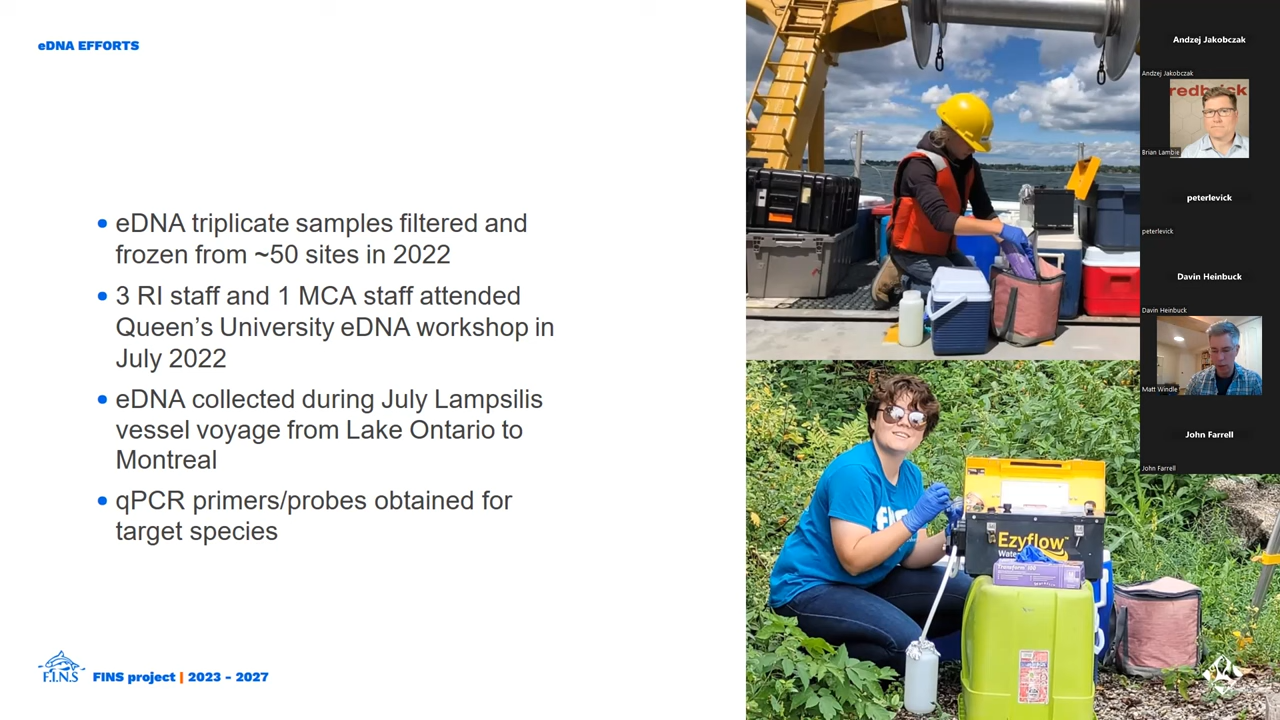 eDNA EFFORTS
• eDNA triplicate samples filtered and
frozen from ~50 sites in 2022
• 3 RI staff and 1 MCA staff attended
Queen's University eDNA workshop in
July 2022
• eDNA collected during July Lampsilis
vessel voyage from Lake Ontario to
Montreal
• qPCR primers/probes obtained for
target species
F.I.N.S
FINS project | 2023 - 2027
FINS
Ezyflow™
Andzej Jakobczak
Andzej Jakobczak
redbrick
Brian Lambie
peterlevick
peterlevick
Davin Heinbuck
Davin Heinbuck
Matt Windle
John Farrell
John Farrell